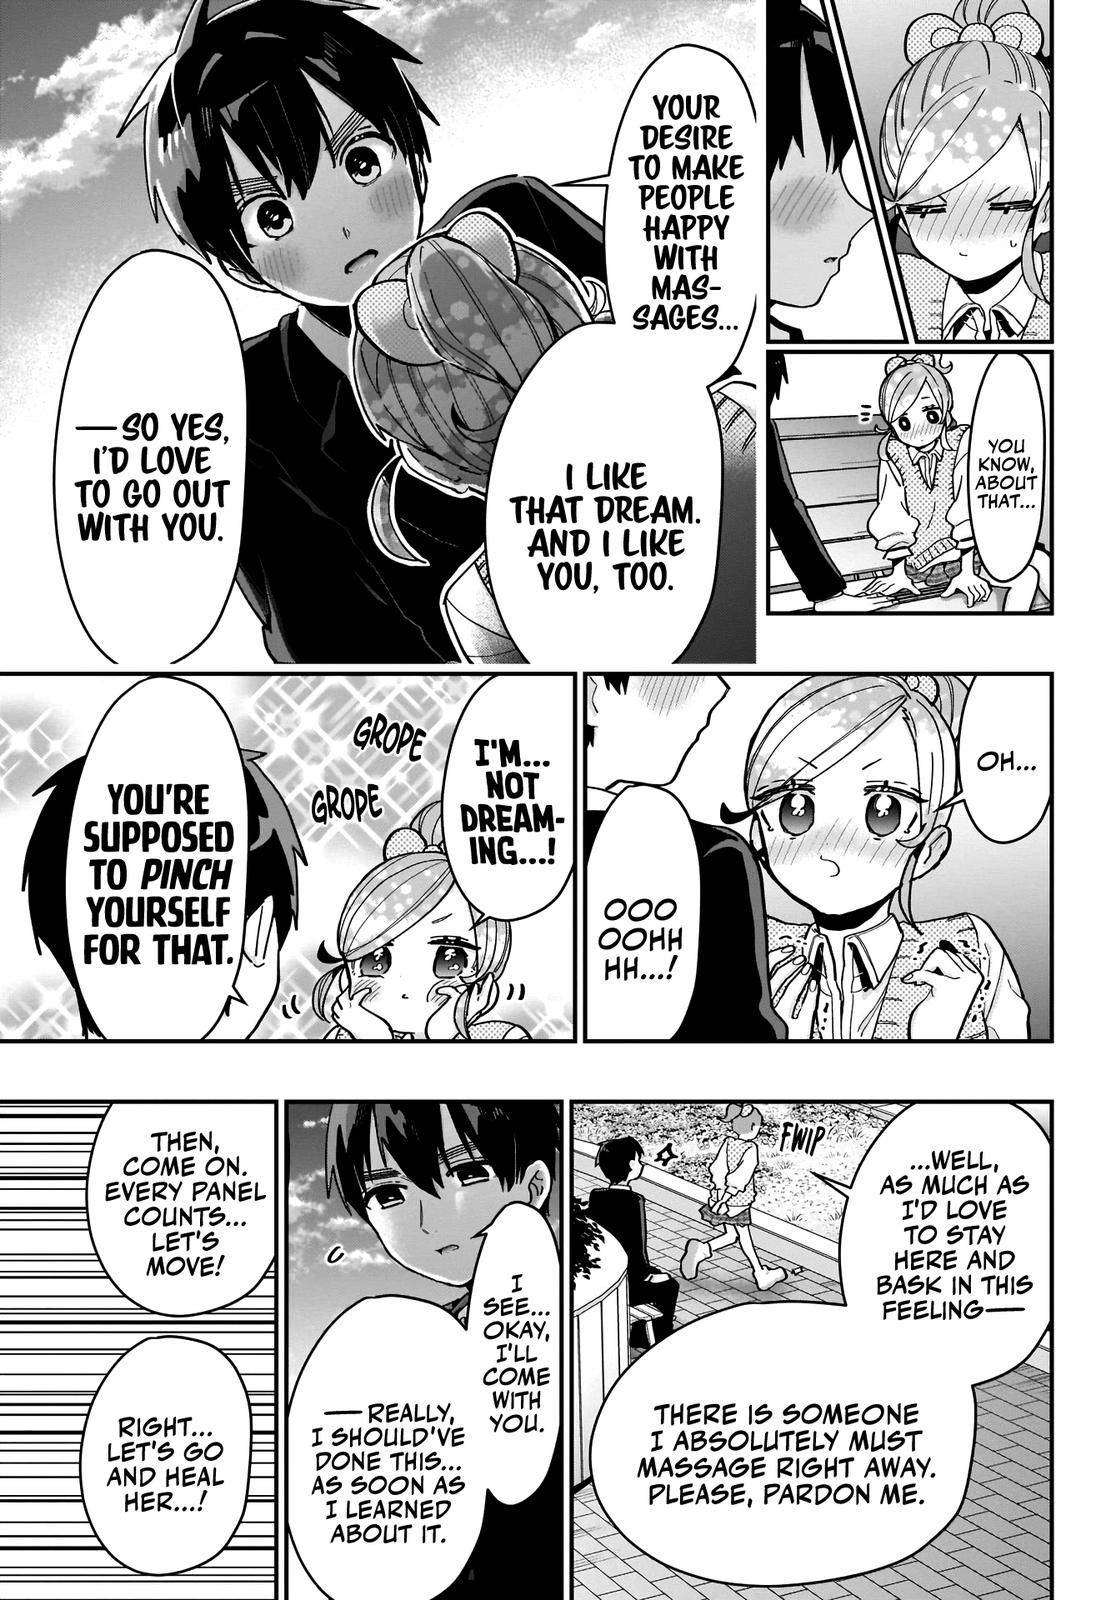 YOU
KNOW,
ABOUT
THAT...
YOUR
DESIRE
TO MAKE
PEOPLE
HAPPY
WITH
MAS-
SAGES...
I LIKE
THAT DREAM.
AND I LIKE
YOU, TOO.
—SO YES,
I'D LOVE
TO GO OUT
WITH YOU.
OH...
OOO
OOHH
HH...!
I'M...
NOT
DREAM-
ING...!
GROPE
GROPE
YOU'RE
SUPPOSED
TO PINCH
YOURSELF
FOR THAT.
...WELL,
AS MUCH AS
I'D LOVE
TO STAY
HERE AND
BASK IN THIS
FEELING—
FWIP
THERE IS SOMEONE
I ABSOLUTELY MUST
MASSAGE RIGHT AWAY.
PLEASE, PARDON ME.
I
SEE...
OKAY,
I'LL
COME
WITH
YOU.
—REALLY,
I SHOULD'VE
DONE THIS...
AS SOON AS
I LEARNED
ABOUT IT.
THEN,
COME ON.
EVERY PANEL
COUNTS...
LET'S
MOVE!
RIGHT...
LET'S GO
AND HEAL
HER...!